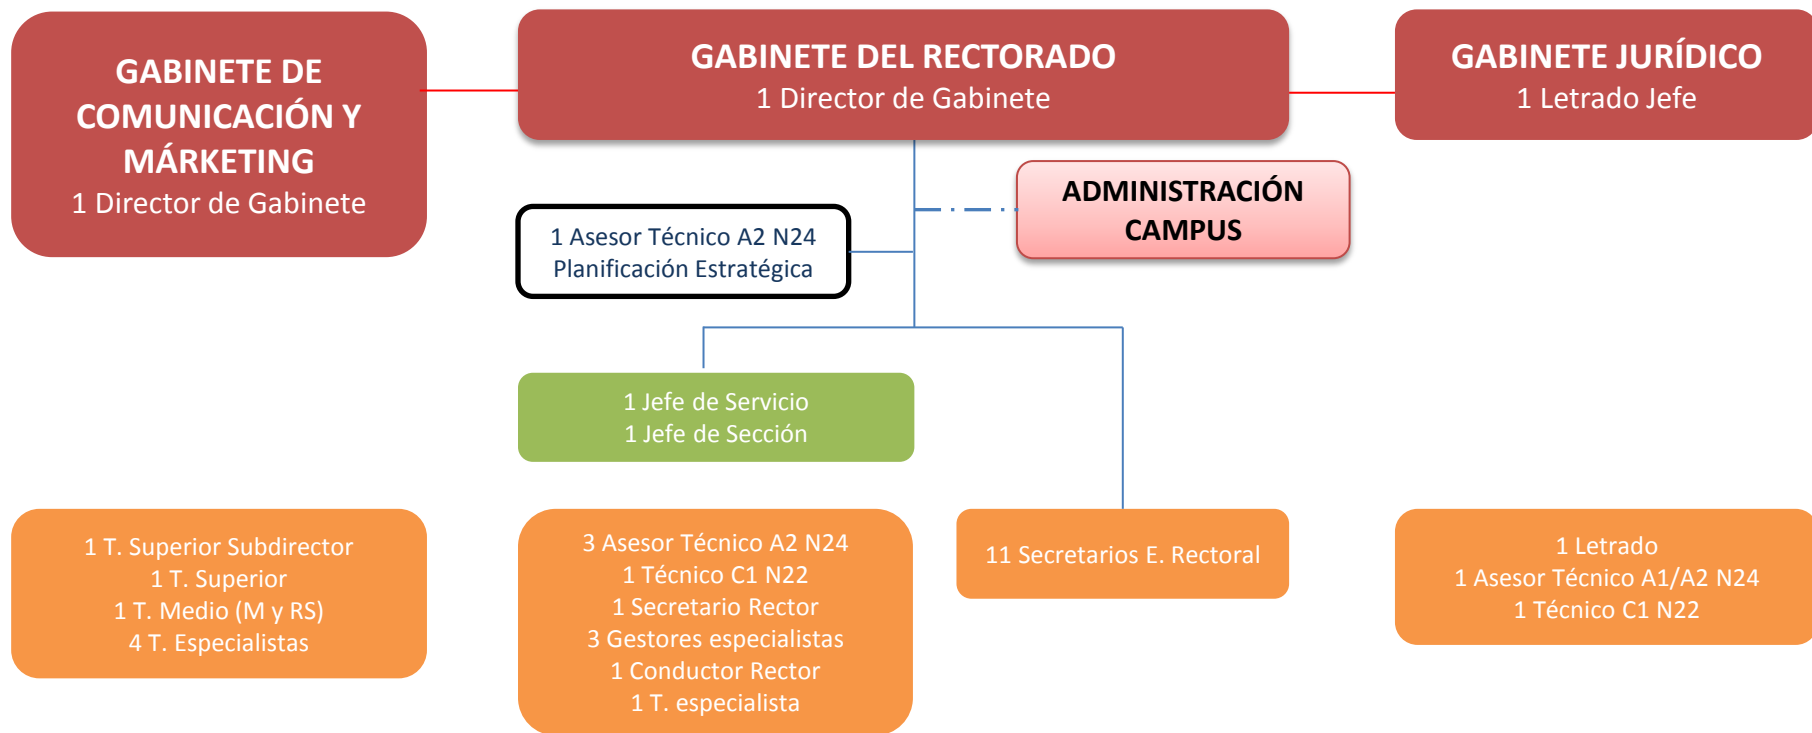 GABINETE DE
COMUNICACIÓN Y
MÁRKETING
1 Director de Gabinete
GABINETE DEL RECTORADO
1 Director de Gabinete
GABINETE JURÍDICO
1 Letrado Jefe
ADMINISTRACIÓN
CAMPUS
1 Asesor Técnico A2 N24
Planificación Estratégica
1 Jefe de Servicio
1 Jefe de Sección
1 T. Superior Subdirector
1 T. Superior
1 T. Medio (M y RS)
4 T. Especialistas
3 Asesor Técnico A2 N24
1 Técnico C1 N22
1 Secretario Rector
3 Gestores especialistas
1 Conductor Rector
1 T. especialista
11 Secretarios E. Rectoral
1 Letrado
1 Asesor Técnico A1/A2 N24
1 Técnico C1 N22